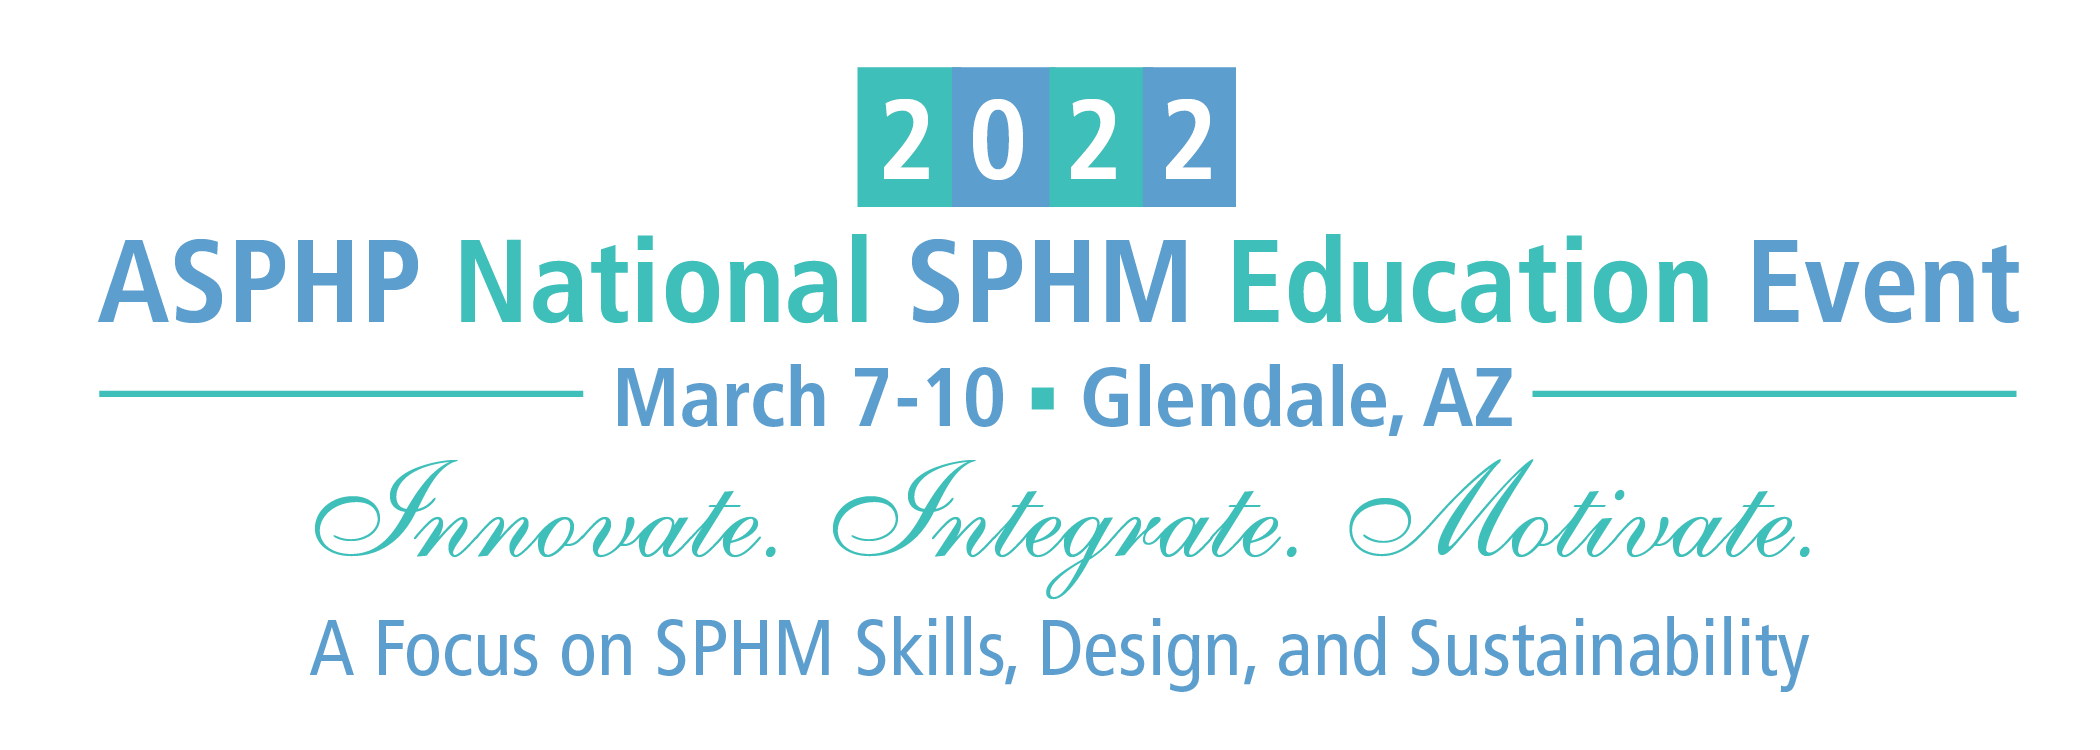 2022
ASPHP National SPHM Education Event
March 7-10 ▪ Glendale, AZ
Innovate. Integrate. Motivate.
A Focus on SPHM Skills, Design, and Sustainability